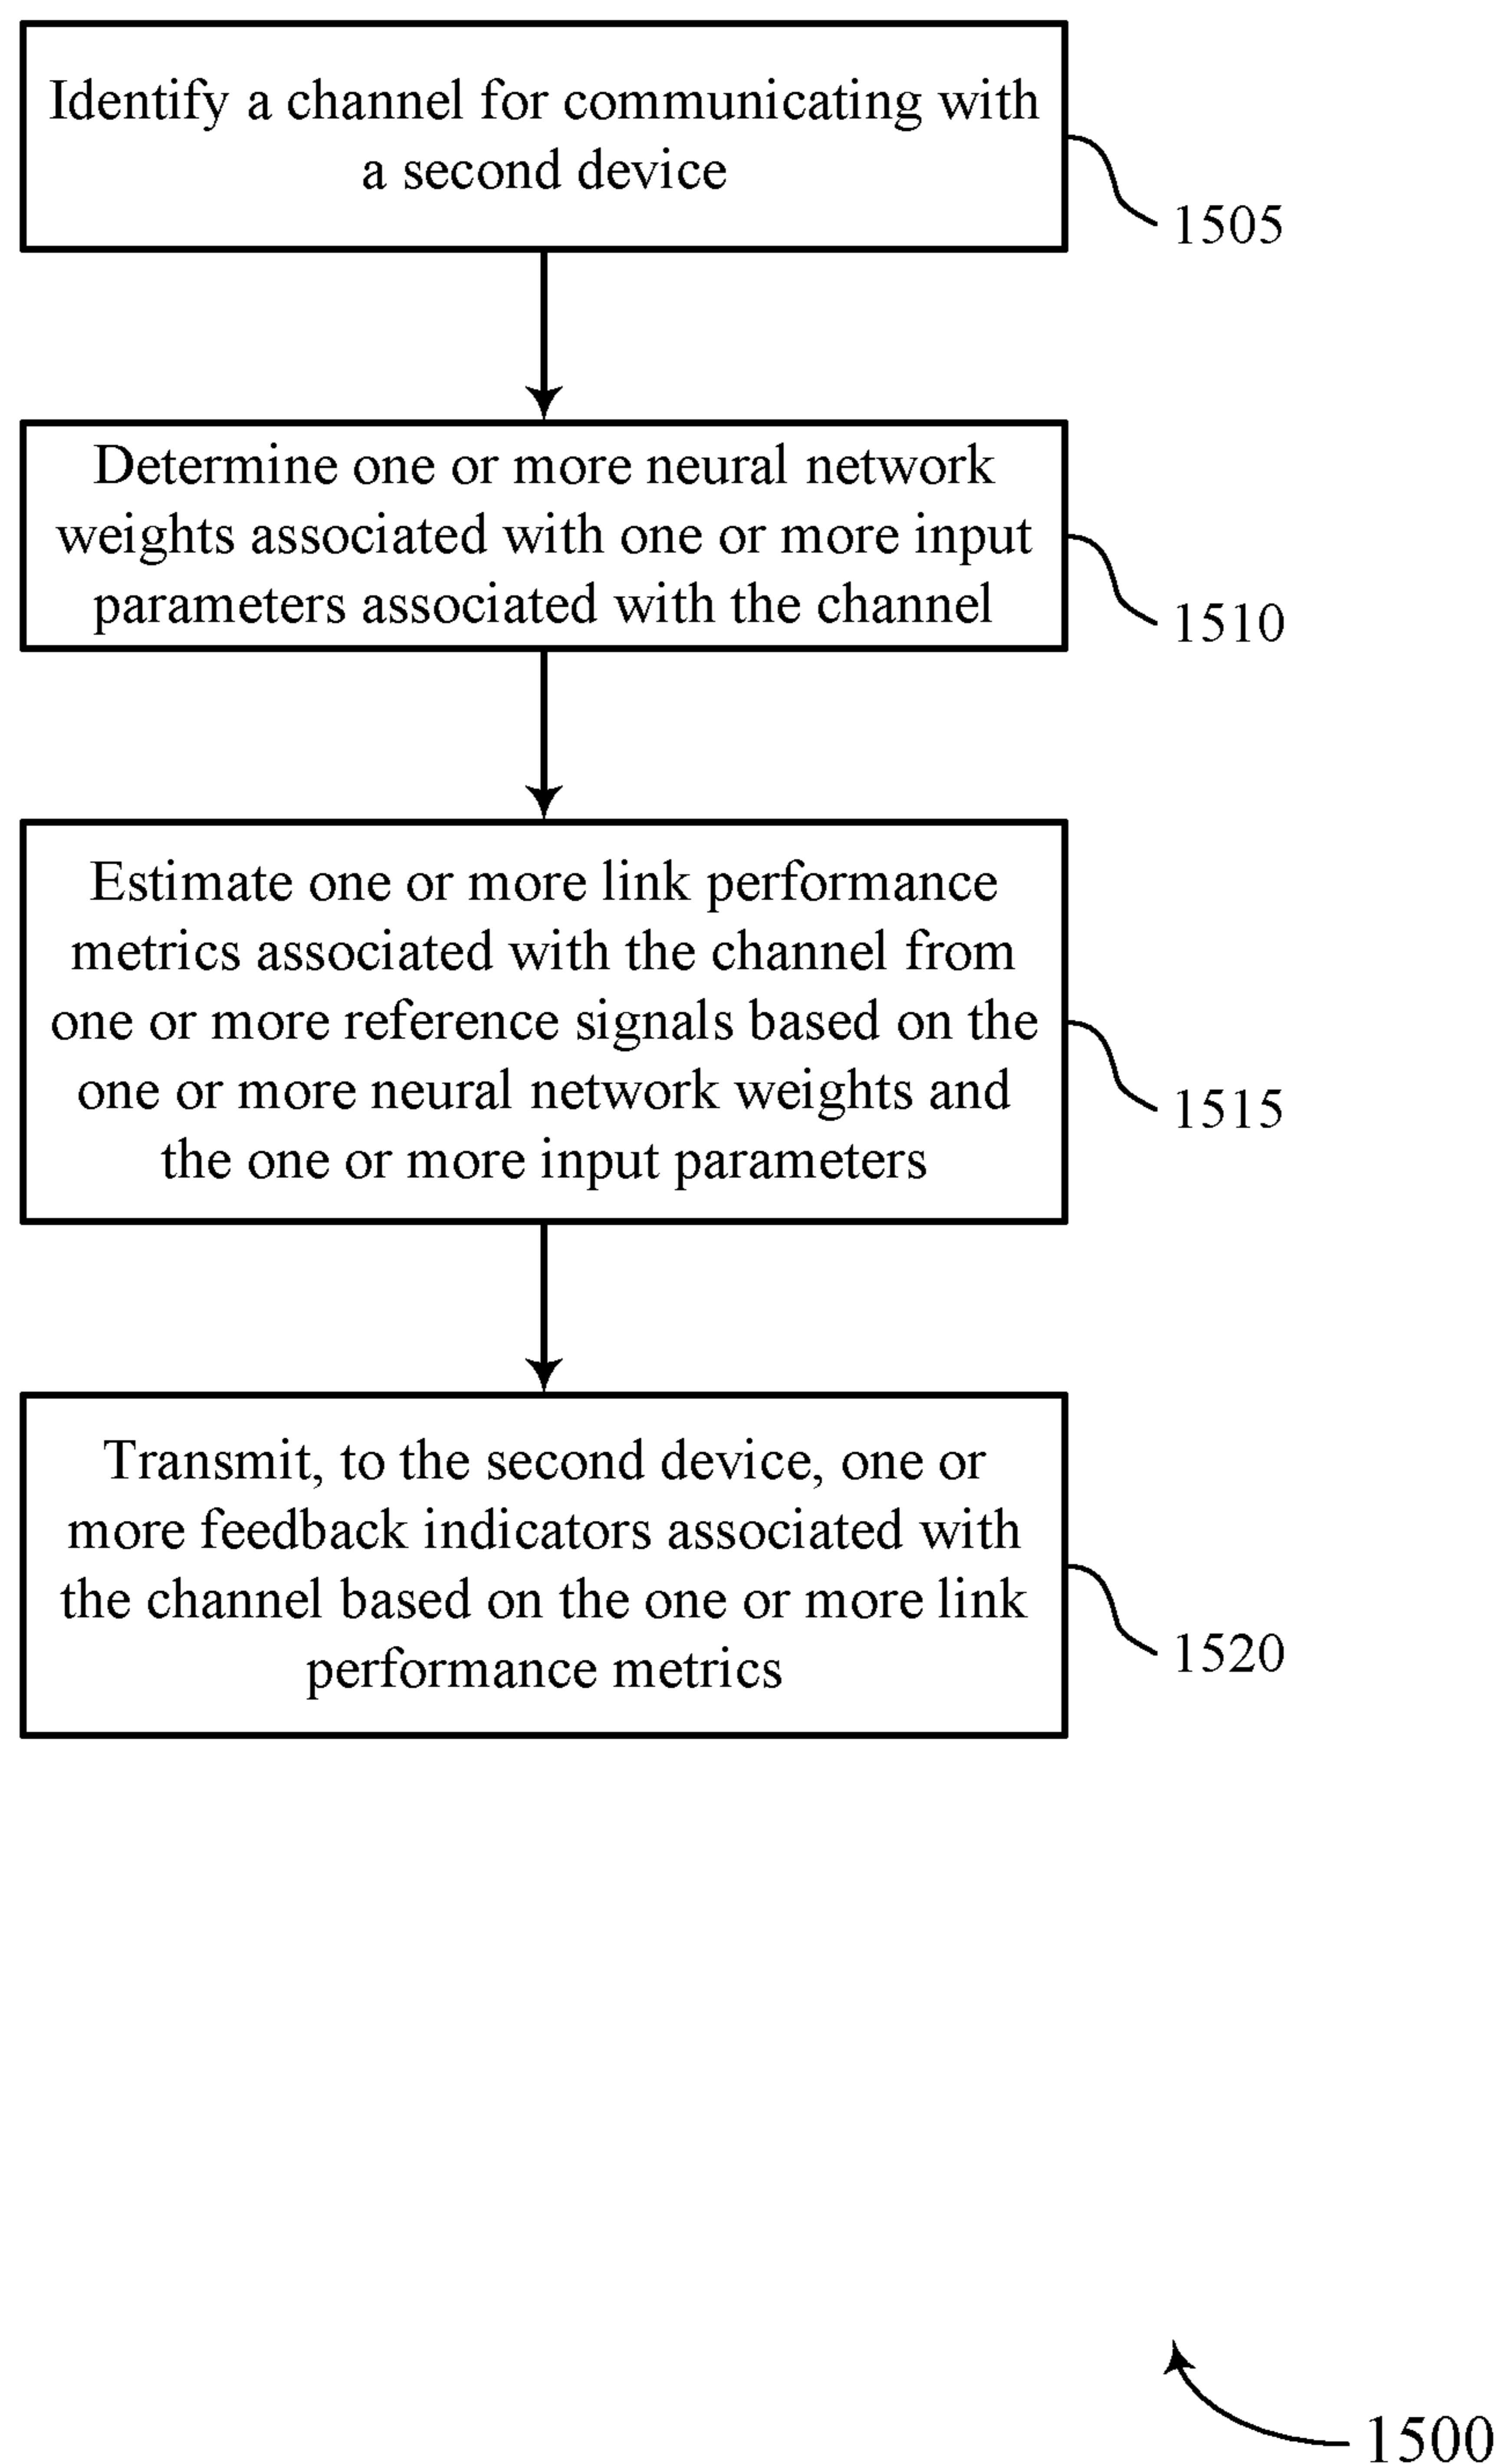 Identify a channel for communicating with
a second device
1505
Determine one or more neural network
weights associated with one or more input
parameters associated with the channel
1510
Estimate one or more link performance
metrics associated with the channel from
one or more reference signals based on the
one or more neural network weights and
the one or more input parameters
1515
Transmit, to the second device, one or
more feedback indicators associated with
the channel based on the one or more link
performance metrics
1520
1500